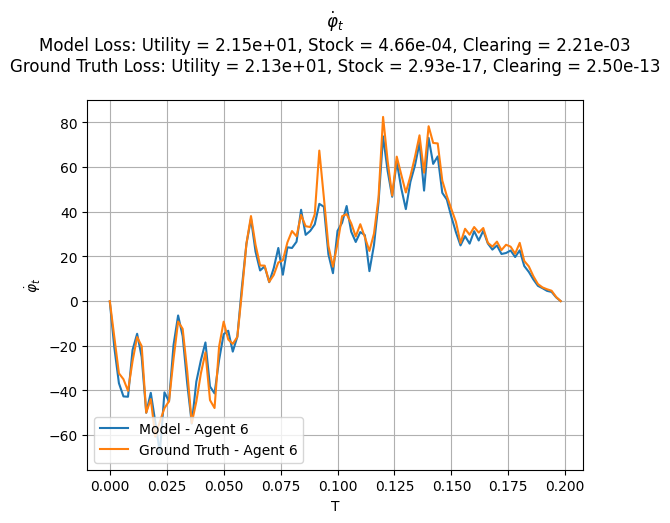 φ̇_t
Model Loss: Utility = 2.15e+01, Stock = 4.66e-04, Clearing = 2.21e-03
Ground Truth Loss: Utility = 2.13e+01, Stock = 2.93e-17, Clearing = 2.50e-13
80
60
40
20
0
−20
−40
−60
φ̇_t
Model - Agent 6
Ground Truth - Agent 6
0.000 0.025 0.050 0.075 0.100 0.125 0.150 0.175 0.200
T